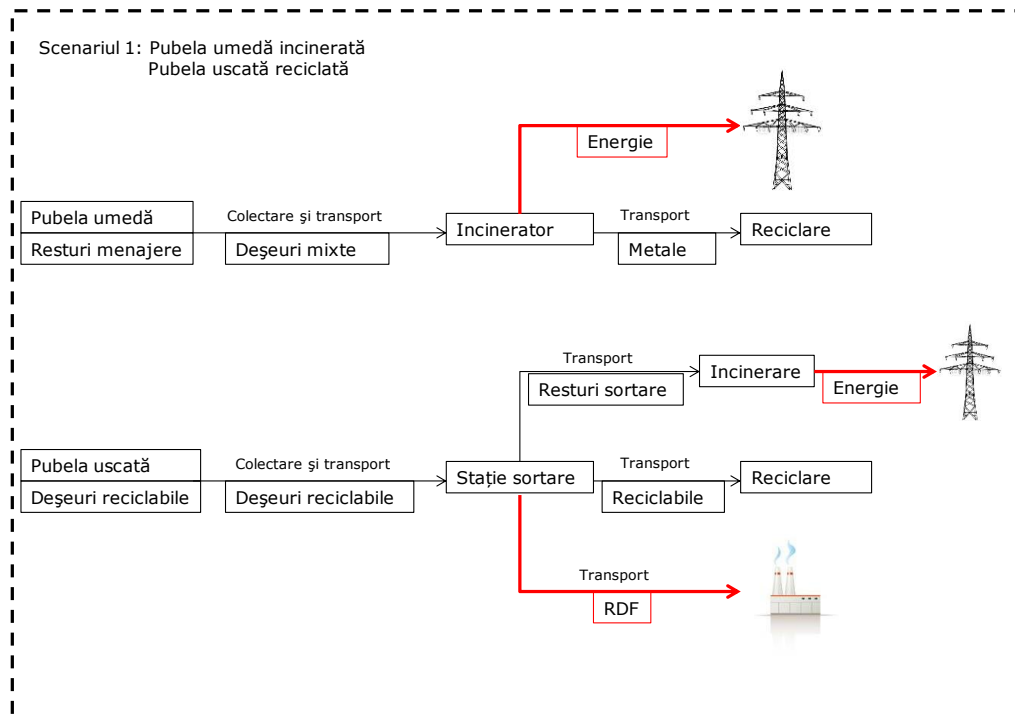 Scenariul 1: Pubela umedă incinerată
Pubela uscată reciclată
Energie
Pubela umedă
Colectare şi transport
Incinerator
Transport
Reciclare
Resturi menajere
Deşeuri mixte
Metale
Transport
Incinerare
Resturi sortare
Energie
Pubela uscată
Colectare şi transport
Staţie sortare
Transport
Reciclare
Deşeuri reciclabile
Deşeuri reciclabile
Reciclabile
Transport
RDF